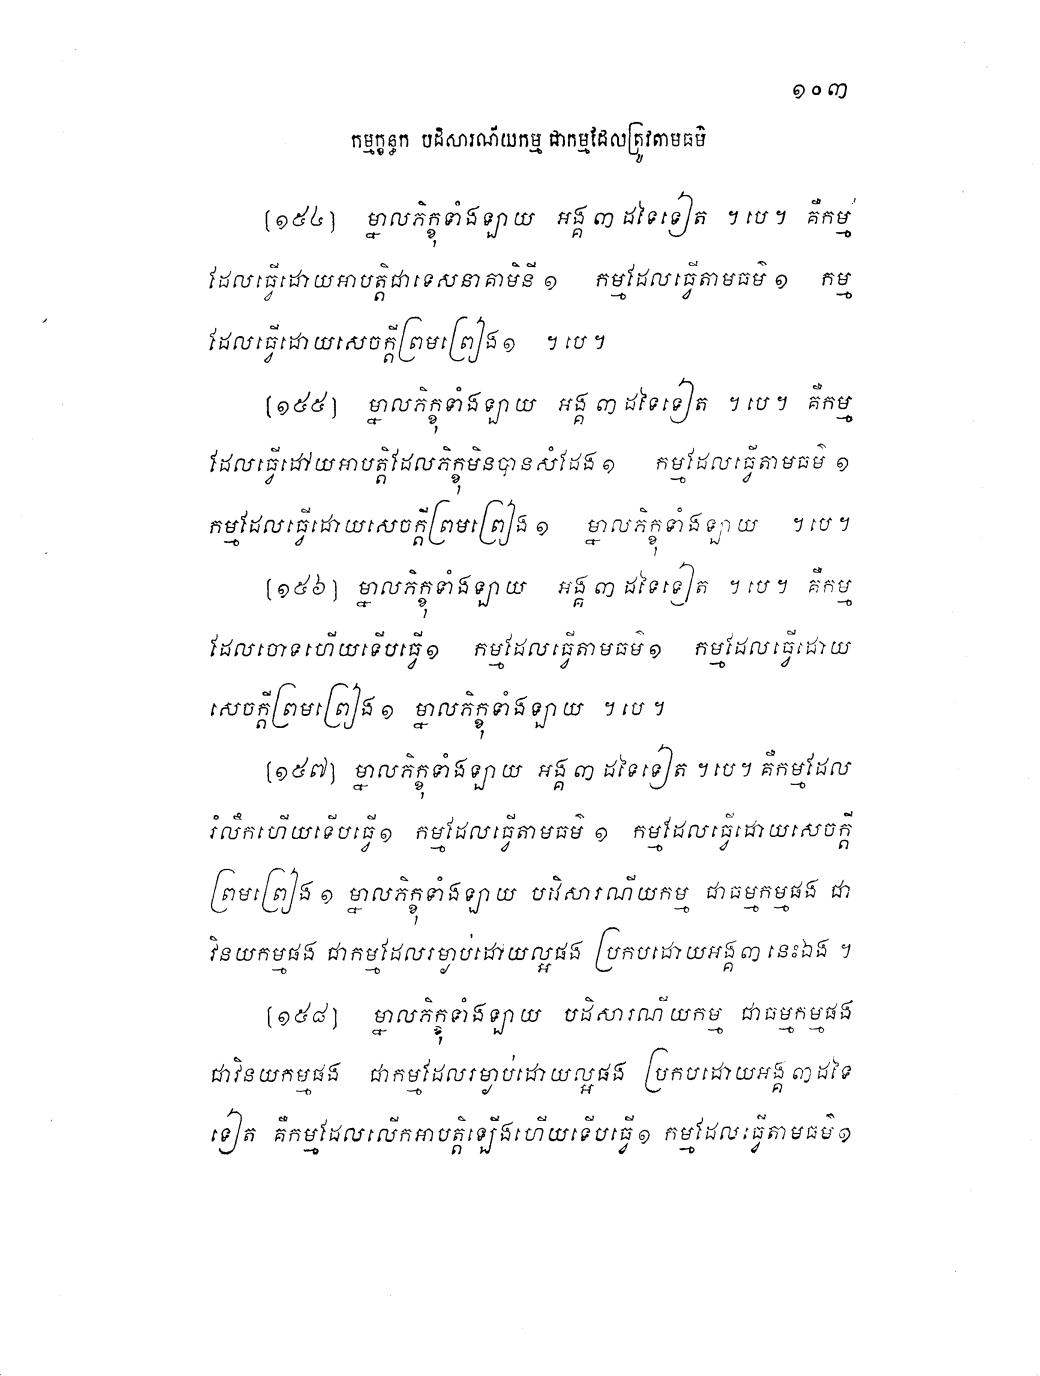 ១០៣
កម្មក្ខន្ធក បដិសារណីយកម្ម ជាកម្មដែលត្រូវតាមធម៌
[១៥៤] ម្នាលភិក្ខុទាំងឡាយ អង្គ ៣ ដទៃទៀត ។ បេ ។ គឺកម្ម
ដែលធ្វើដោយអាបត្តិជាទេសនាគាមិនី ១ កម្មដែលធ្វើតាមធម៌ ១ កម្ម
ដែលធ្វើដោយសេចក្តីព្រមព្រៀង ១ ។ បេ ។
[១៥៥] ម្នាលភិក្ខុទាំងឡាយ អង្គ ៣ ដទៃទៀត ។ បេ ។ គឺកម្ម
ដែលធ្វើដោយអាបត្តិដែលភិក្ខុមិនបានសំដែង ១ កម្មដែលធ្វើតាមធម៌ ១
កម្មដែលធ្វើដោយសេចក្តីព្រមព្រៀង ១ ម្នាលភិក្ខុទាំងឡាយ ។ បេ ។
[១៥៦] ម្នាលភិក្ខុទាំងឡាយ អង្គ ៣ ដទៃទៀត ។ បេ ។ គឺកម្ម
ដែលចោទហើយទើបធ្វើ ១ កម្មដែលធ្វើតាមធម៌ ១ កម្មដែលធ្វើដោយ
សេចក្តីព្រមព្រៀង ១ ម្នាលភិក្ខុទាំងឡាយ ។ បេ ។
[១៥៧] ម្នាលភិក្ខុទាំងឡាយ អង្គ ៣ ដទៃទៀត ។ បេ ។ គឺកម្មដែល
រំលឹកហើយទើបធ្វើ ១ កម្មដែលធ្វើតាមធម៌ ១ កម្មដែលធ្វើដោយសេចក្តី
ព្រមព្រៀង ១ ម្នាលភិក្ខុទាំងឡាយ បដិសារណីយកម្ម ជាធម្មកម្មផង ជា
វិនយកម្មផង ជាកម្មដែលរម្ងាប់ដោយល្អផង ប្រកបដោយអង្គ ៣ នេះឯង ។
[១៥៨] ម្នាលភិក្ខុទាំងឡាយ បដិសារណីយកម្ម ជាធម្មកម្មផង
ជាវិនយកម្មផង ជាកម្មដែលរម្ងាប់ដោយល្អផង ប្រកបដោយអង្គ ៣ ដទៃ
ទៀត គឺកម្មដែលលើកអាបត្តិឡើងហើយទើបធ្វើ ១ កម្មដែលធ្វើតាមធម៌ ១